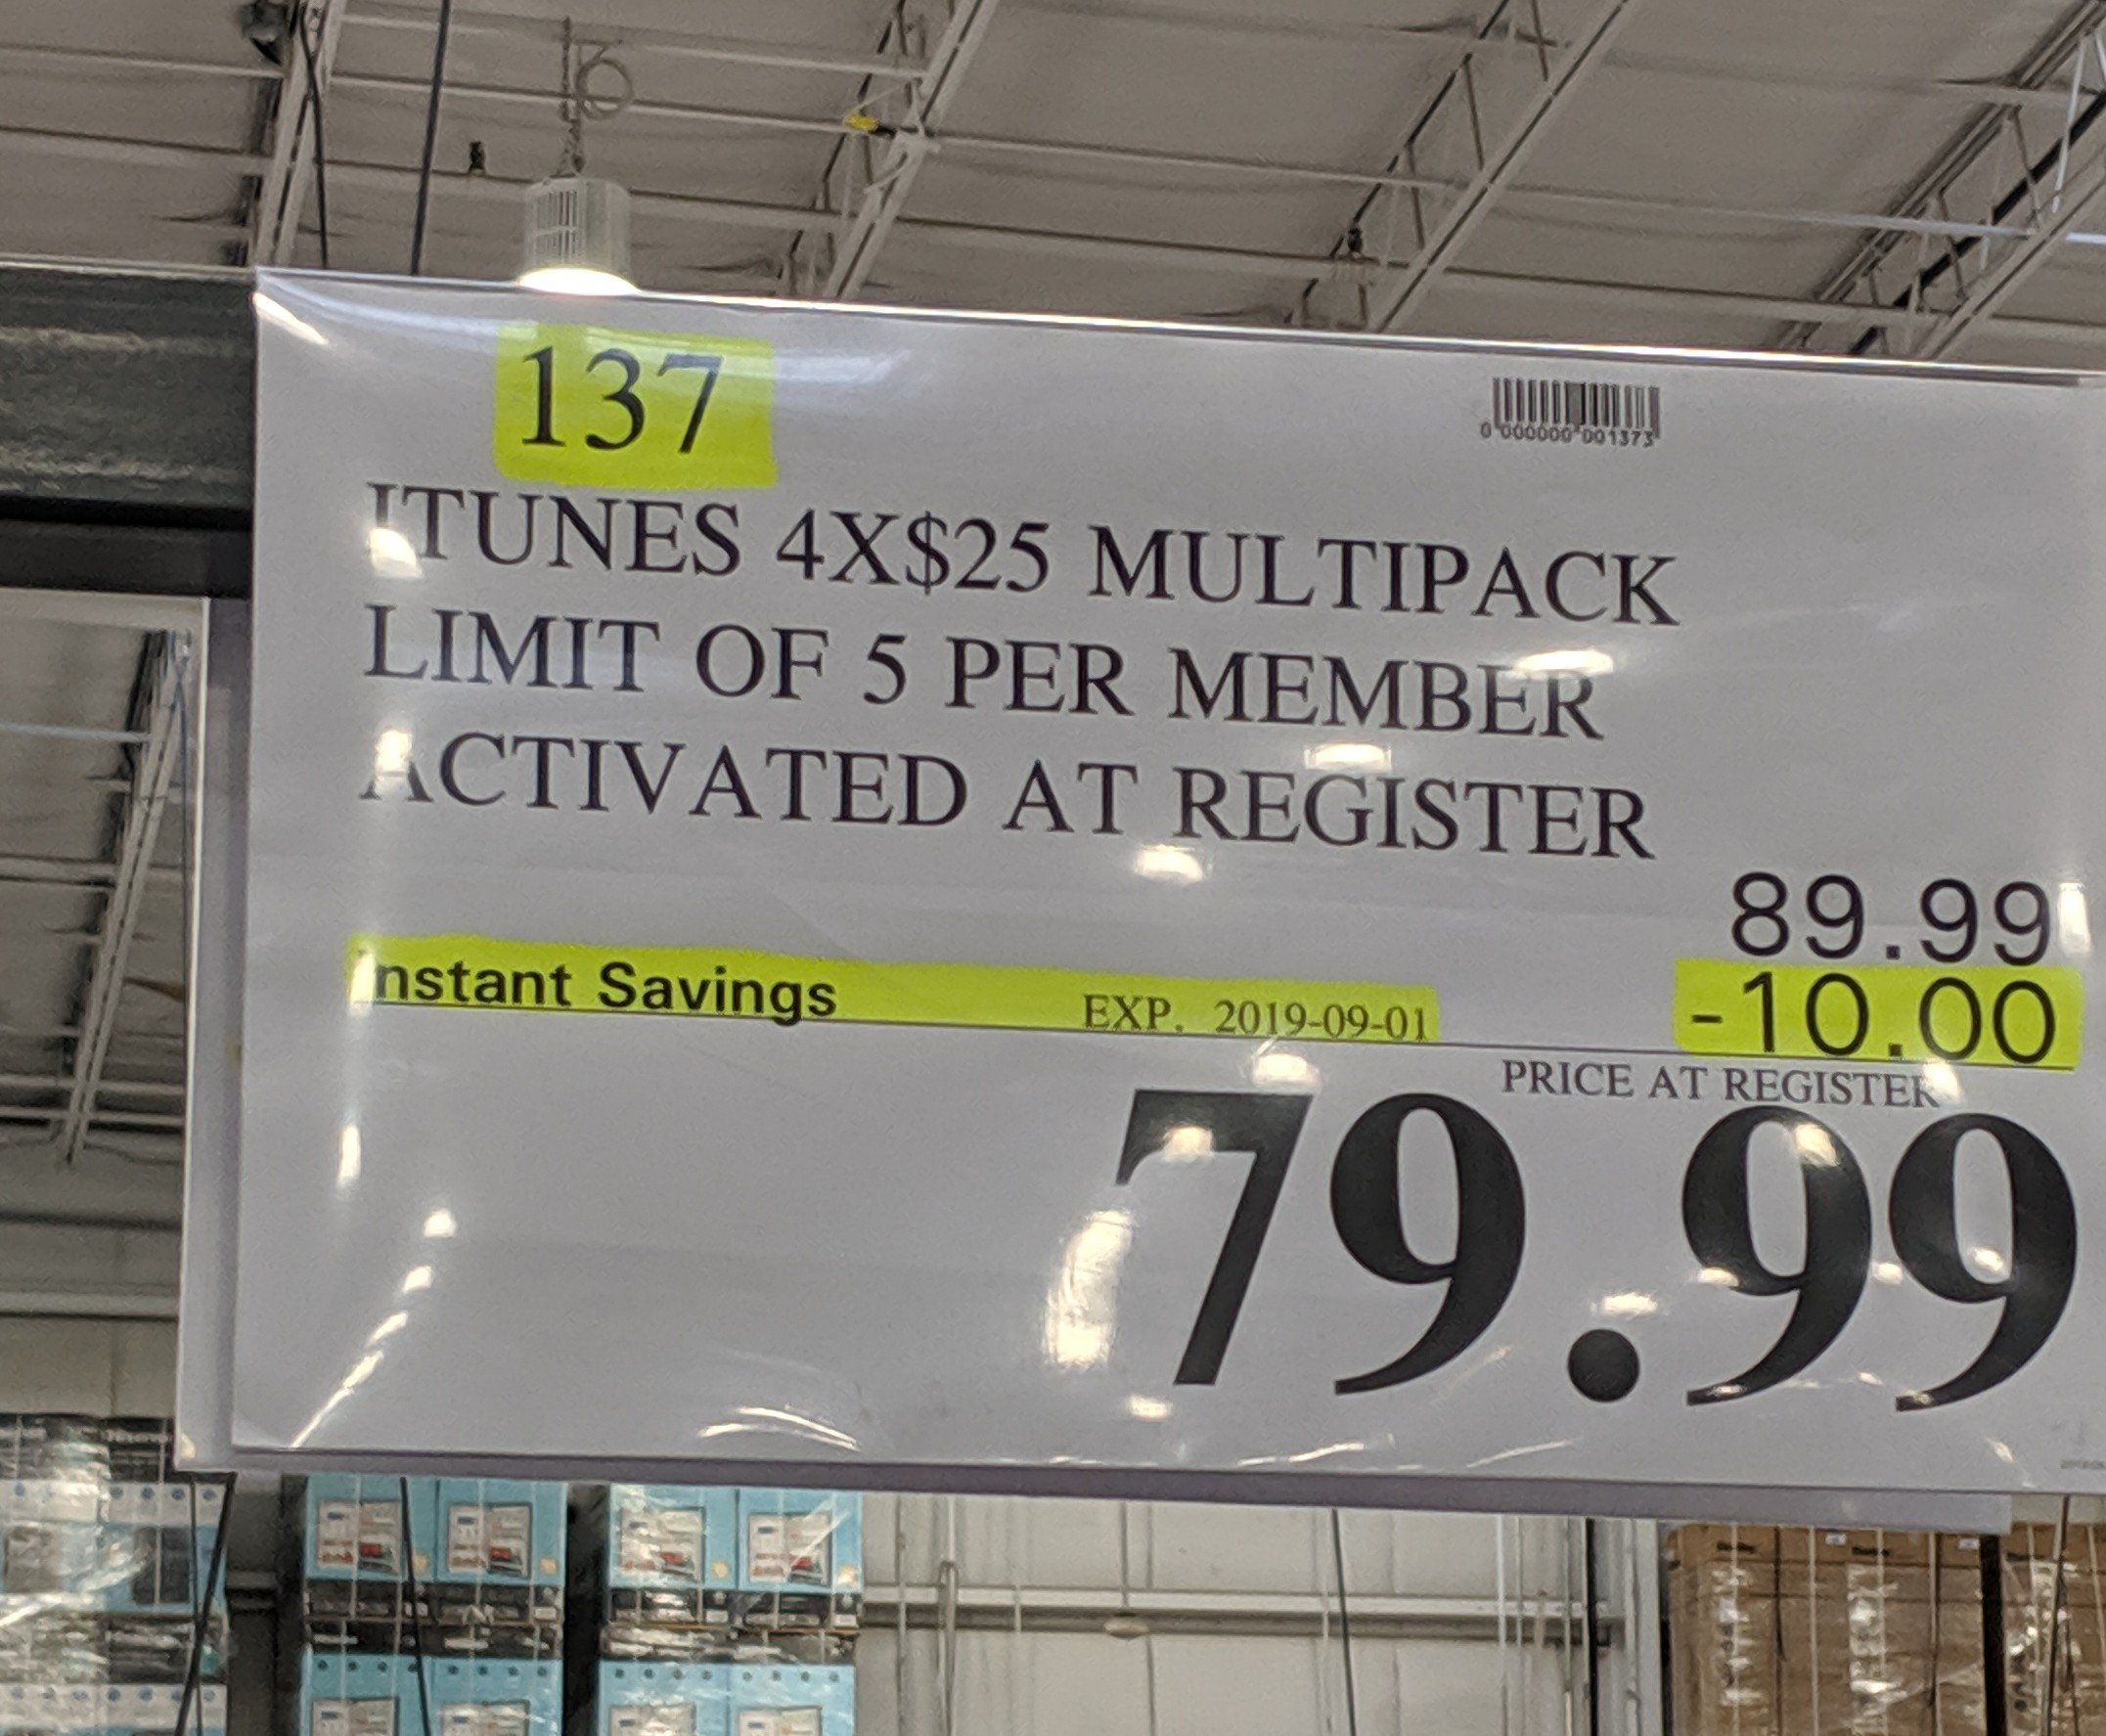 137
0 000000 001373
ITUNES 4X$25 MULTIPACK
LIMIT OF 5 PER MEMBER
ACTIVATED AT REGISTER
89.99
Instant Savings EXP. 2019-09-01 -10.00
PRICE AT REGISTER
79.99